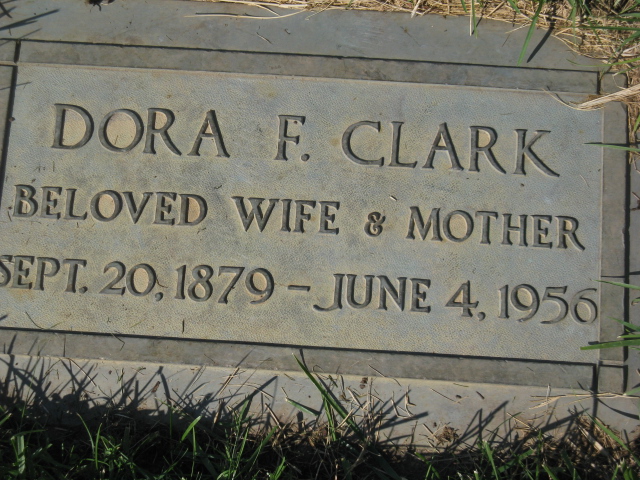 DORA F. CLARK
BELOVED WIFE & MOTHER
SEPT. 20, 1879 – JUNE 4, 1956